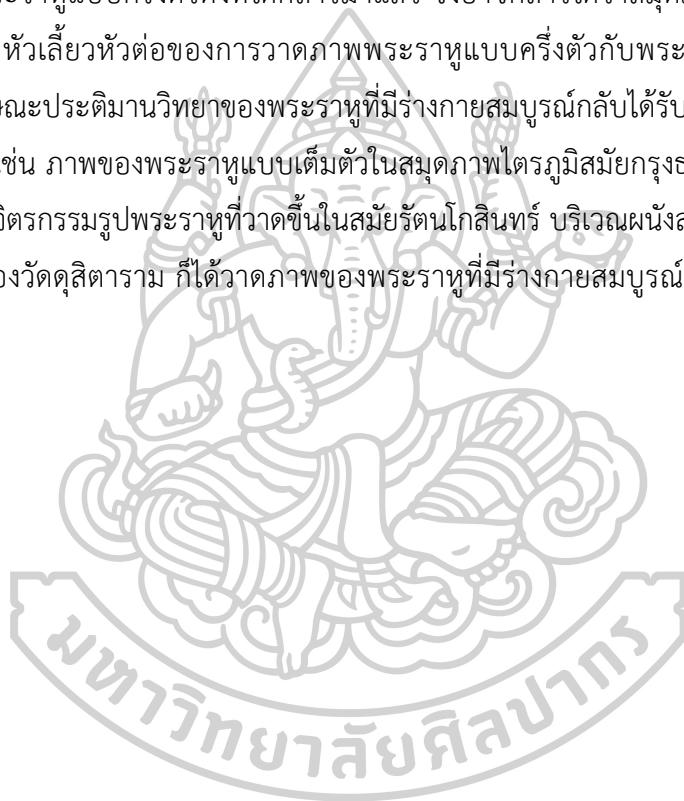 หัวเลี้ยวหัวต่อของการวาดภาพพระราหูแบบครึ่งตัวกับพระ
ษณะประติมานวิทยาของพระราหูที่มีร่างกายสมบูรณ์กลับได้รับ
เช่น ภาพของพระราหูแบบเต็มตัวในสมุดภาพไตรภูมิสมัยกรุงธ
จิตรกรรมรูปพระราหูที่วาดขึ้นในสมัยรัตนโกสินทร์ บริเวณผนัง
องวัดดุสิตาราม ก็ได้วาดภาพของพระราหูที่มีร่างกายสมบูรณ์
มหาวิทยาลัยศิลปากร